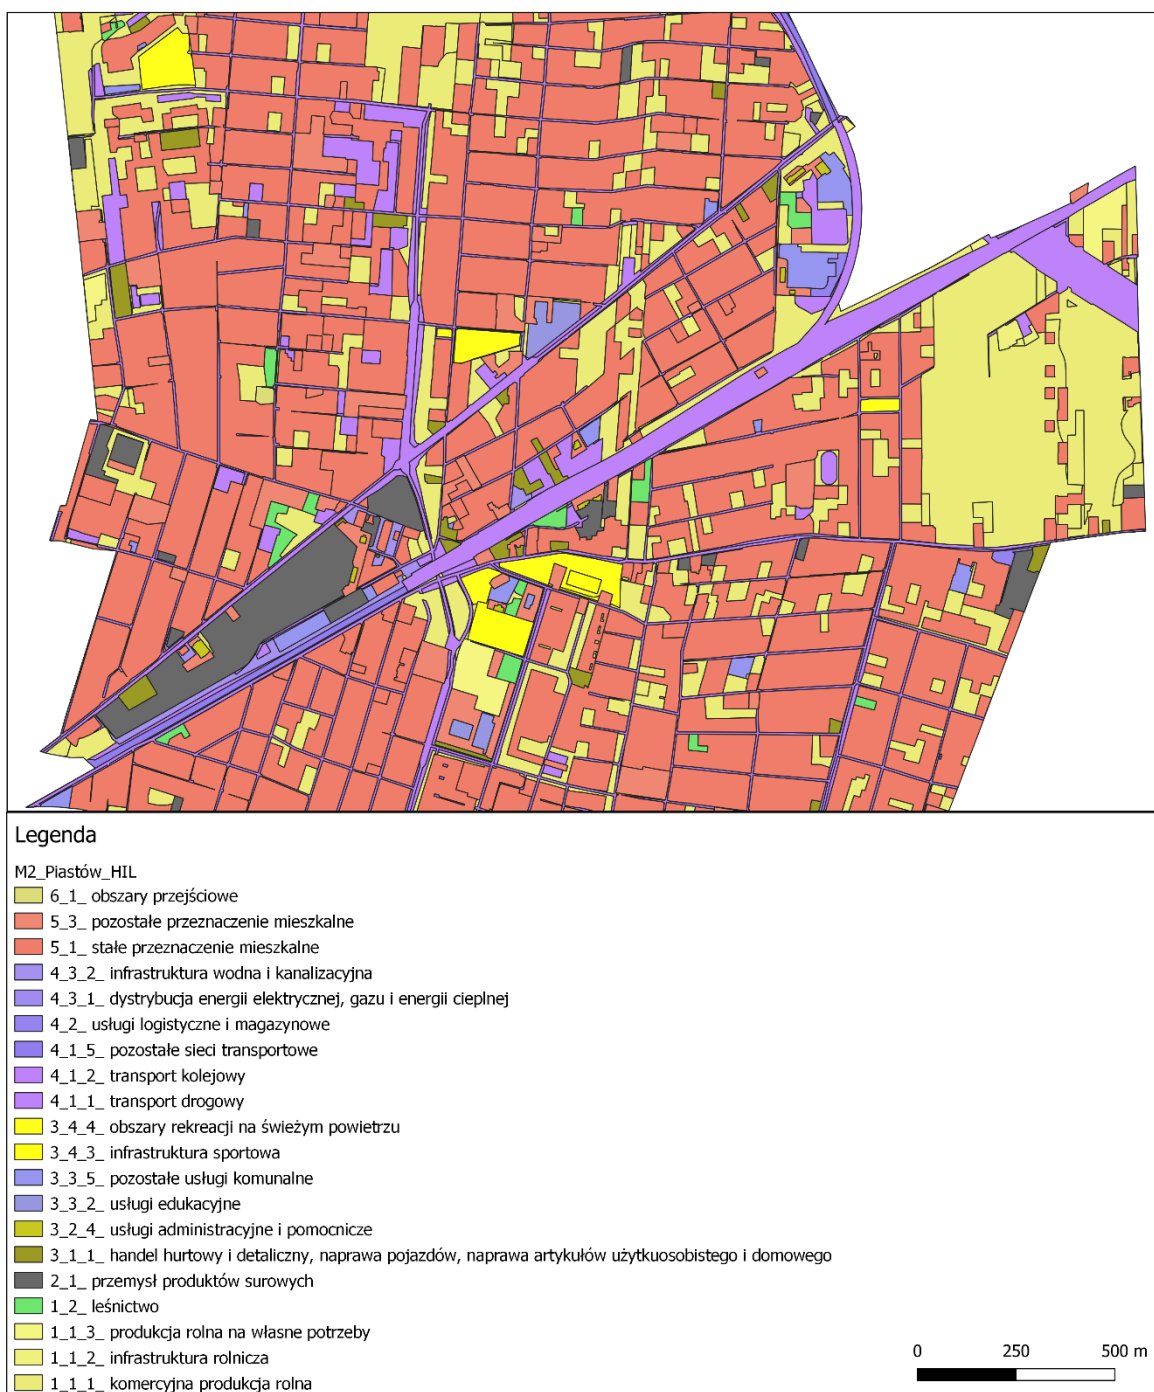 Legenda
M2_Piastów_HIL
6_1_ obszary przejściowe
5_3_ pozostałe przeznaczenie mieszkalne
5_1_ stałe przeznaczenie mieszkalne
4_3_2_ infrastruktura wodna i kanalizacyjna
4_3_1_ dystrybucja energii elektrycznej, gazu i energii cieplnej
4_2_ usługi logistyczne i magazynowe
4_1_5_ pozostałe sieci transportowe
4_1_2_ transport kolejowy
4_1_1_ transport drogowy
3_4_4_ obszary rekreacji na świeżym powietrzu
3_4_3_ infrastruktura sportowa
3_3_5_ pozostałe usługi komunalne
3_3_2_ usługi edukacyjne
3_2_4_ usługi administracyjne i pomocnicze
3_1_1_ handel hurtowy i detaliczny, naprawa pojazdów, naprawa artykułów użytkuosobistego i domowego
2_1_ przemysł produktów surowych
1_2_ leśnictwo
1_1_3_ produkcja rolna na własne potrzeby
1_1_2_ infrastruktura rolnicza
1_1_1_ komercyjna produkcja rolna
0 250 500 m